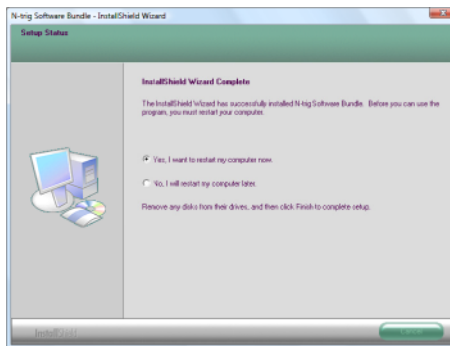 N-trig Software Bundle - InstallShield Wizard
Setup Status
InstallShield Wizard Complete
The InstallShield Wizard has successfully installed N-trig Software Bundle. Before you can use the
program, you must restart your computer.
Yes, I want to restart my computer now.
No, I will restart my computer later.
Remove any disks from their drives, and then click Finish to complete setup.
InstallShield